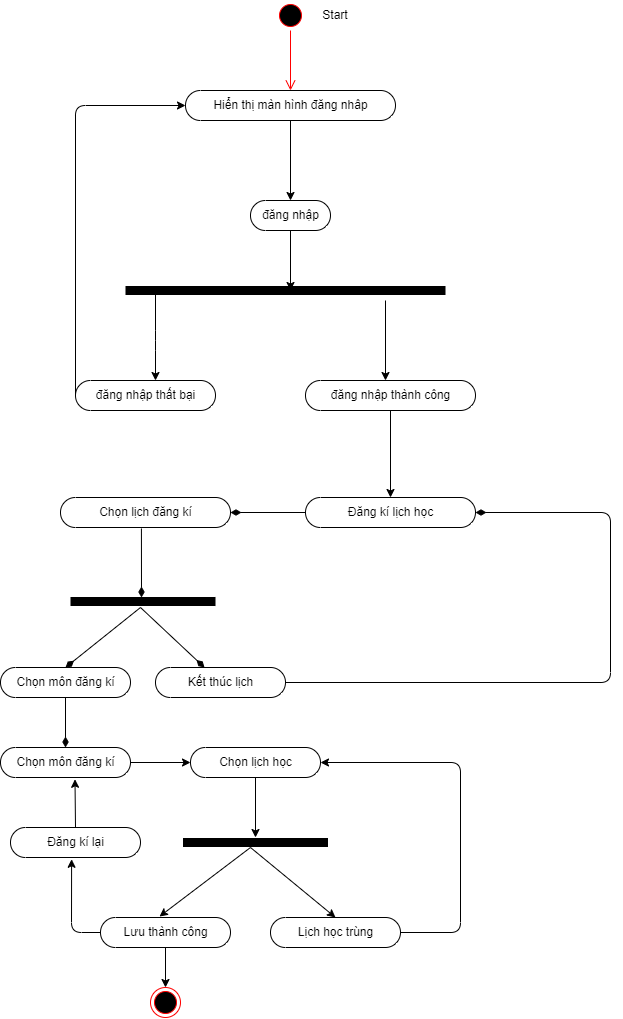 Start
Hiển thị màn hình đăng nhâp
đăng nhập
đăng nhập thất bại
đăng nhập thành công
Chọn lịch đăng kí
Đăng kí lịch học
Chọn môn đăng kí
Kết thúc lịch
Chọn môn đăng kí
Chọn lịch học
Đăng kí lại
Lưu thành công
Lịch học trùng